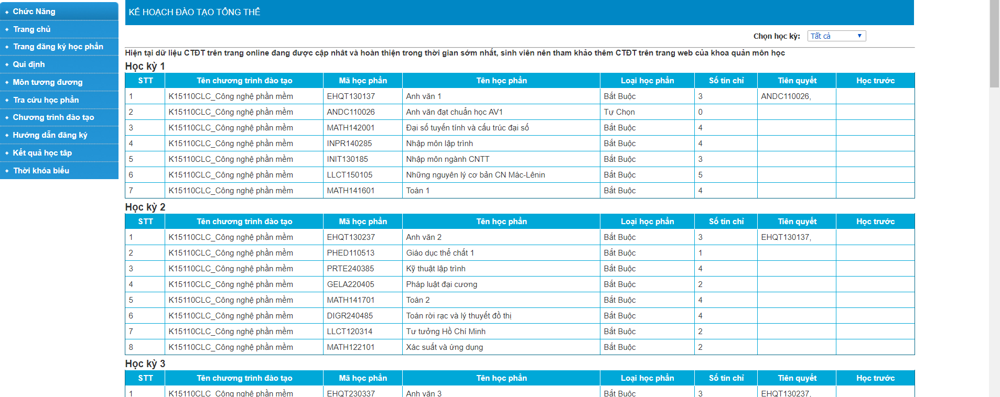 Chức Năng
Trang chủ
Trang đăng ký học phần
Qui định
Môn tương đương
Tra cứu học phần
Chương trình đào tạo
Hướng dẫn đăng ký
Kết quả học tâp
Thời khóa biểu
KẾ HOẠCH ĐÀO TẠO TỔNG THỂ
Chọn học kỳ: Tất cả
Hiện tại dữ liệu CTĐT trên trang online đang được cập nhât và hoàn thiện trong thời gian sớm nhất, sinh viên nên tham khảo thêm CTĐT trên trang web của khoa quản môn học
Học kỳ 1
STT Tên chương trình đào tạo Mã học phần Tên học phần Loại học phần Số tín chỉ Tiên quyết Học trước
1 K15110CLC_Công nghệ phần mềm EHQT130137 Anh văn 1 Bắt Buộc 3 ANDC110026,
2 K15110CLC_Công nghệ phần mềm ANDC110026 Anh văn đạt chuẩn học AV1 Tự Chọn 0
3 K15110CLC_Công nghệ phần mềm MATH142001 Đại số tuyến tính và cấu trúc đại số Bắt Buộc 4
4 K15110CLC_Công nghệ phần mềm INPR140285 Nhập môn lập trình Bắt Buộc 4
5 K15110CLC_Công nghệ phần mềm INIT130185 Nhập môn ngành CNTT Bắt Buộc 3
6 K15110CLC_Công nghệ phần mềm LLCT150105 Những nguyên lý cơ bản CN Mác-Lênin Bắt Buộc 5
7 K15110CLC_Công nghệ phần mềm MATH141601 Toán 1 Bắt Buộc 4
Học kỳ 2
STT Tên chương trình đào tạo Mã học phần Tên học phần Loại học phần Số tín chỉ Tiên quyết Học trước
1 K15110CLC_Công nghệ phần mềm EHQT130237 Anh văn 2 Bắt Buộc 3 EHQT130137,
2 K15110CLC_Công nghệ phần mềm PHED110513 Giáo dục thể chất 1 Bắt Buộc 1
3 K15110CLC_Công nghệ phần mềm PRTE240385 Kỹ thuật lập trình Bắt Buộc 4
4 K15110CLC_Công nghệ phần mềm GELA220405 Pháp luật đại cương Bắt Buộc 2
5 K15110CLC_Công nghệ phần mềm MATH141701 Toán 2 Bắt Buộc 4
6 K15110CLC_Công nghệ phần mềm DIGR240485 Toán rời rạc và lý thuyết đồ thị Bắt Buộc 4
7 K15110CLC_Công nghệ phần mềm LLCT120314 Tư tưởng Hồ Chí Minh Bắt Buộc 2
8 K15110CLC_Công nghệ phần mềm MATH122101 Xác suất và ứng dụng Bắt Buộc 2
Học kỳ 3
STT Tên chương trình đào tạo Mã học phần Tên học phần Loại học phần Số tín chỉ Tiên quyết Học trước
1 K15110CLC_Công nghệ phần mềm EHQT230337 Anh văn 3 Bắt Buộc 3 EHQT130237,